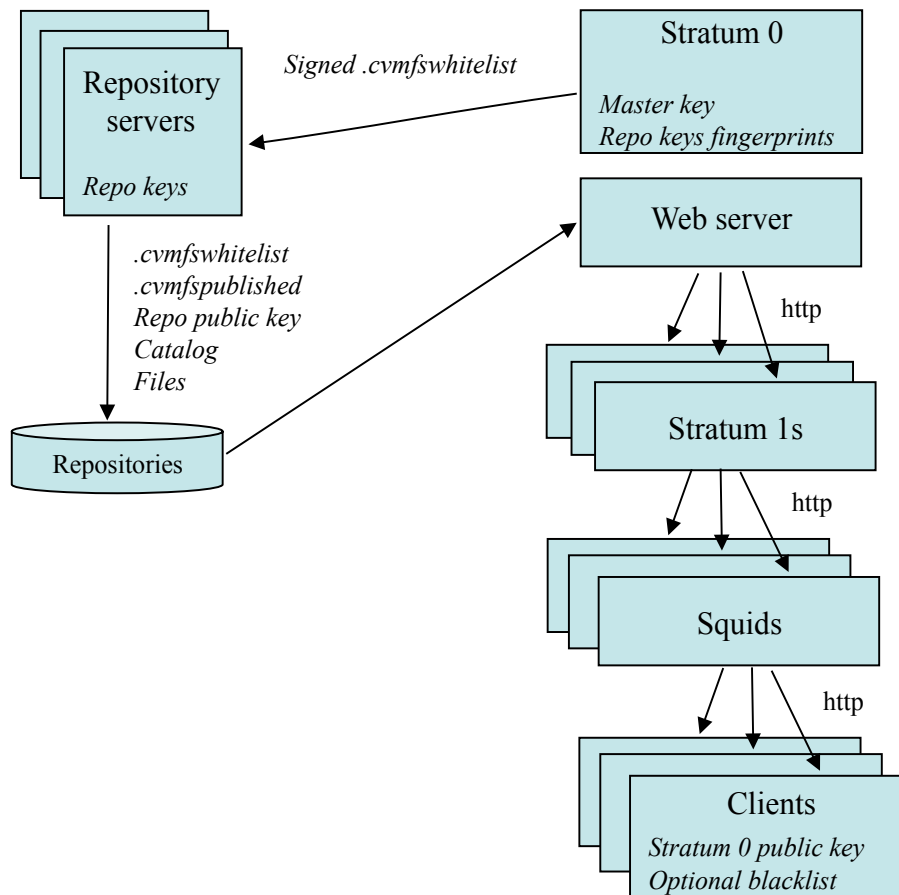 Stratum 0
Master key
Repo keys fingerprints
Signed .cvmfswhitelist
Repository
servers
Repo keys
Web server
.cvmfswhitelist
.cvmfspublished
Repo public key
Catalog
Files
http
Stratum 1s
Repositories
http
Squids
http
Clients
Stratum 0 public key
Optional blacklist